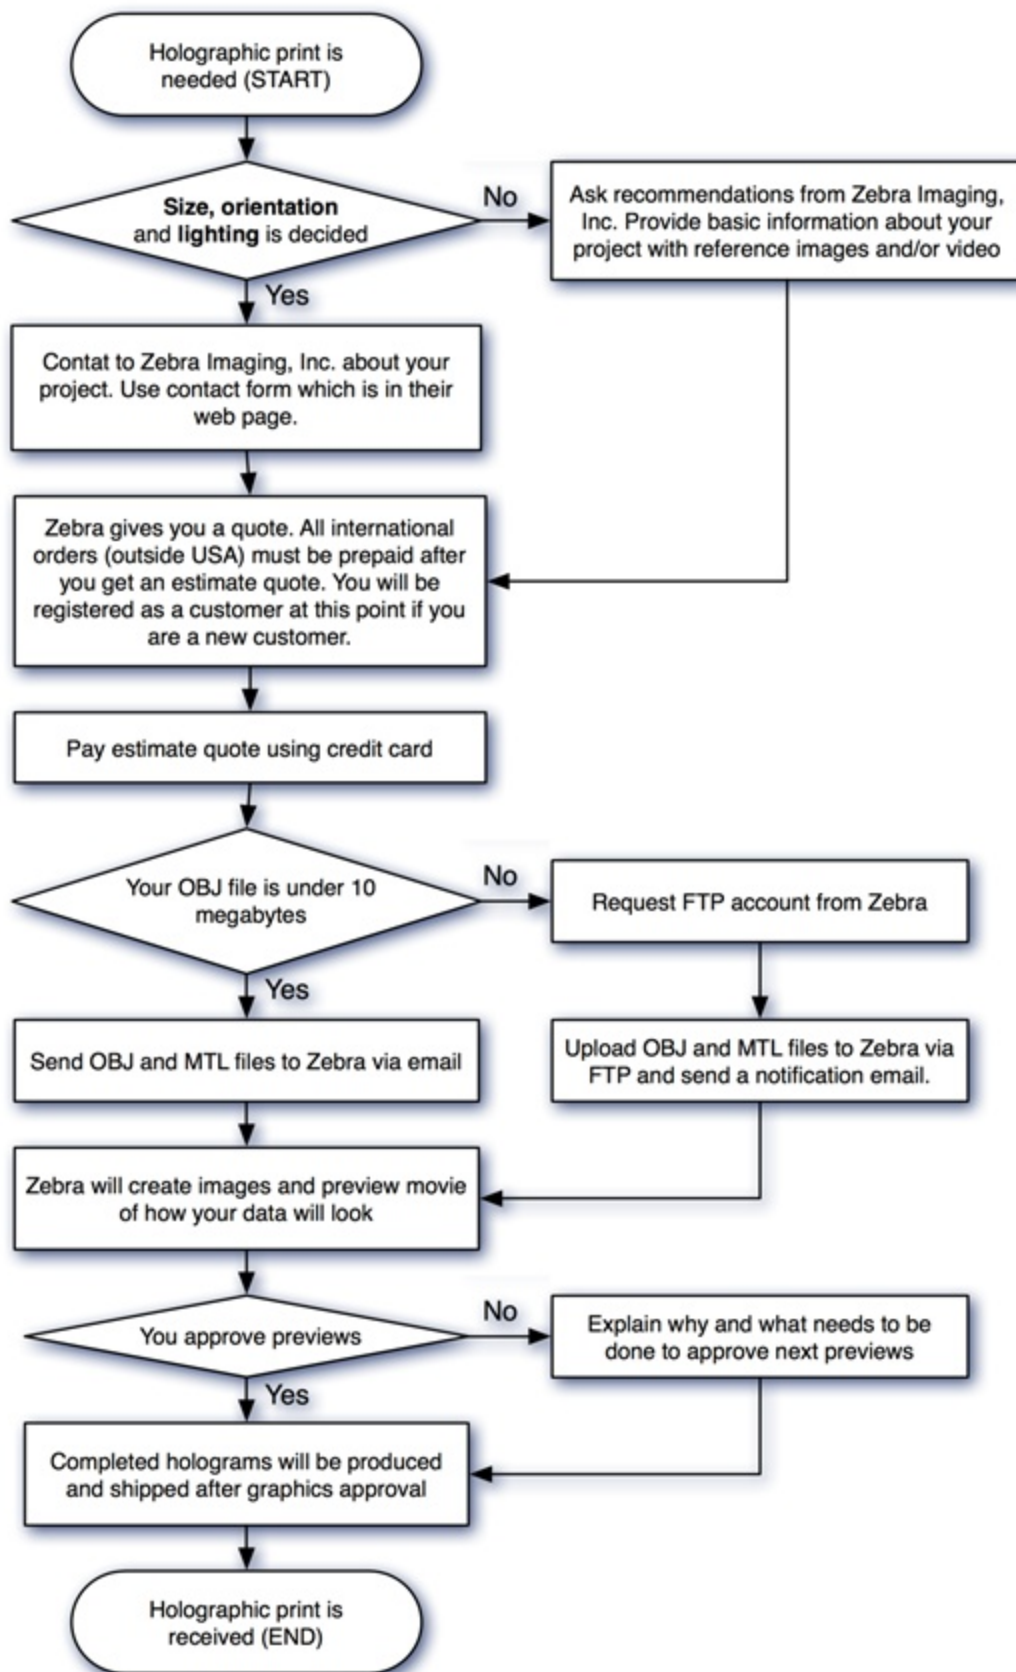 Holographic print is
needed (START)
Size, orientation
and lighting is decided
No
Ask recommendations from Zebra Imaging,
Inc. Provide basic information about your
project with reference images and/or video
Yes
Contat to Zebra Imaging, Inc. about your
project. Use contact form which is in their
web page.
Zebra gives you a quote. All international
orders (outside USA) must be prepaid after
you get an estimate quote. You will be
registered as a customer at this point if you
are a new customer.
Pay estimate quote using credit card
Your OBJ file is under 10
megabytes
No
Request FTP account from Zebra
Yes
Send OBJ and MTL files to Zebra via email
Upload OBJ and MTL files to Zebra via
FTP and send a notification email.
Zebra will create images and preview movie
of how your data will look
You approve previews
No
Explain why and what needs to be
done to approve next previews
Yes
Completed holograms will be produced
and shipped after graphics approval
Holographic print is
received (END)